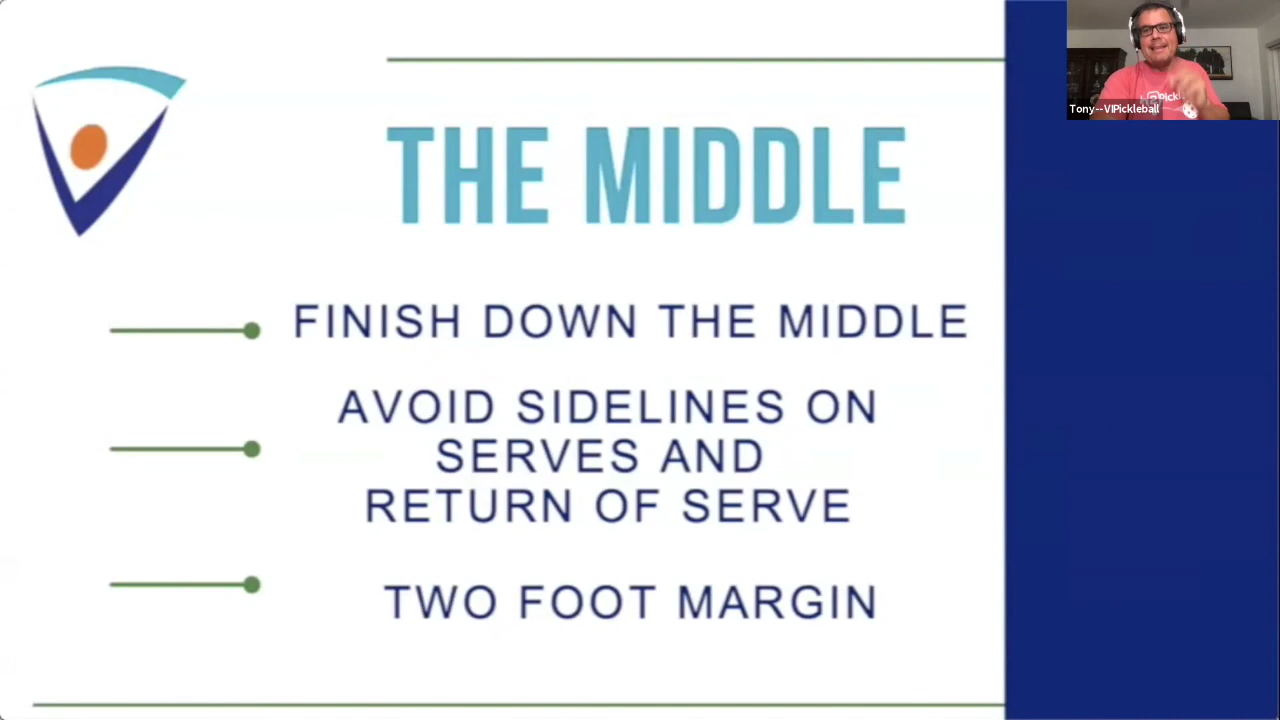 THE MIDDLE
FINISH DOWN THE MIDDLE
AVOID SIDELINES ON
SERVES AND
RETURN OF SERVE
TWO FOOT MARGIN
Tony--VIPickleball